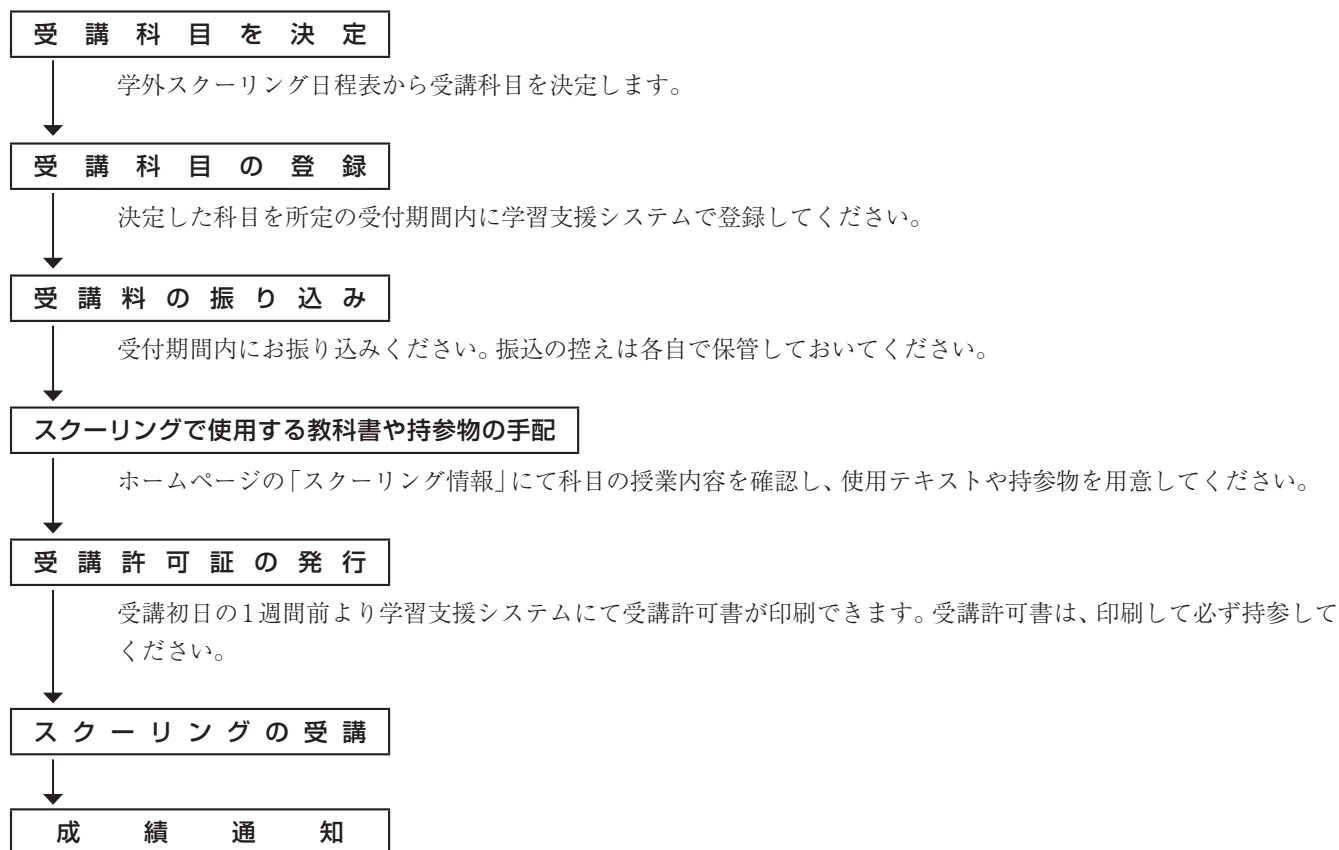 受講科目を決定
学外スクーリング日程表から受講科目を決定します。
受講科目の登録
決定した科目を所定の受付期間内に学習支援システムで登録してください。
受講料の振り込み
受付期間内にお振り込みください。振込の控えは各自で保管しておいてください。
スクーリングで使用する教科書や持参物の手配
ホームページの「スクーリング情報」にて科目の授業内容を確認し、使用テキストや持参物を用意してください。
受講許可証の発行
受講初日の1週間前より学習支援システムにて受講許可書が印刷できます。受講許可書は、印刷して必ず持参して
ください。
スクーリングの受講
成績通知